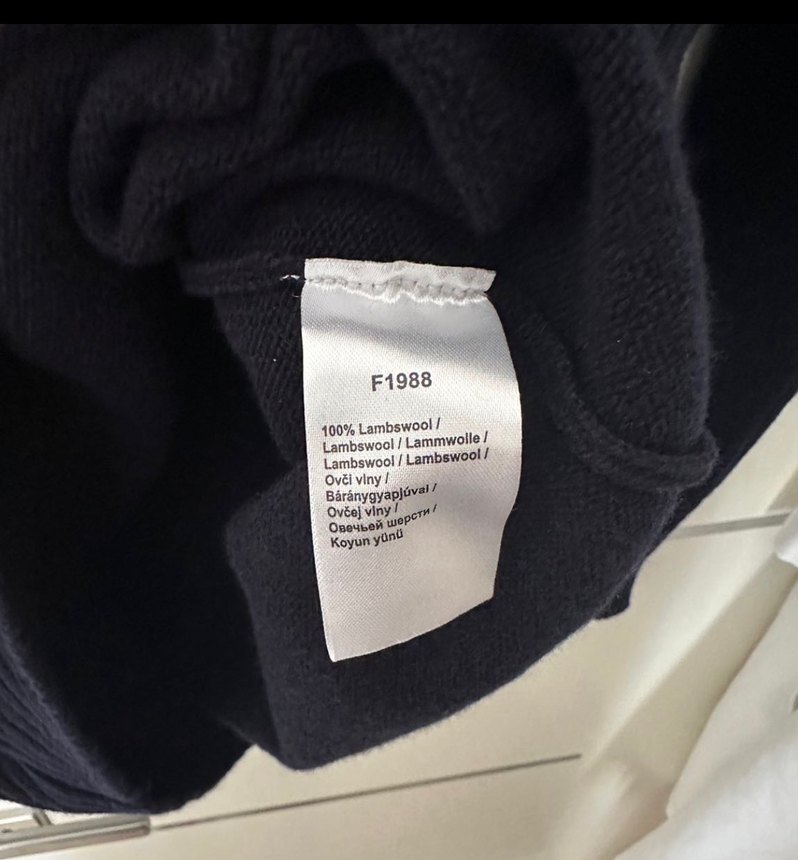 F1988
100% Lambswool /
Lambswool / Lammwolle /
Lambswool / Lambswool /
Ovčí vlny /
Báránygyapjúval /
Ovčej vlny /
Овечьей шерсти /
Koyun yünü